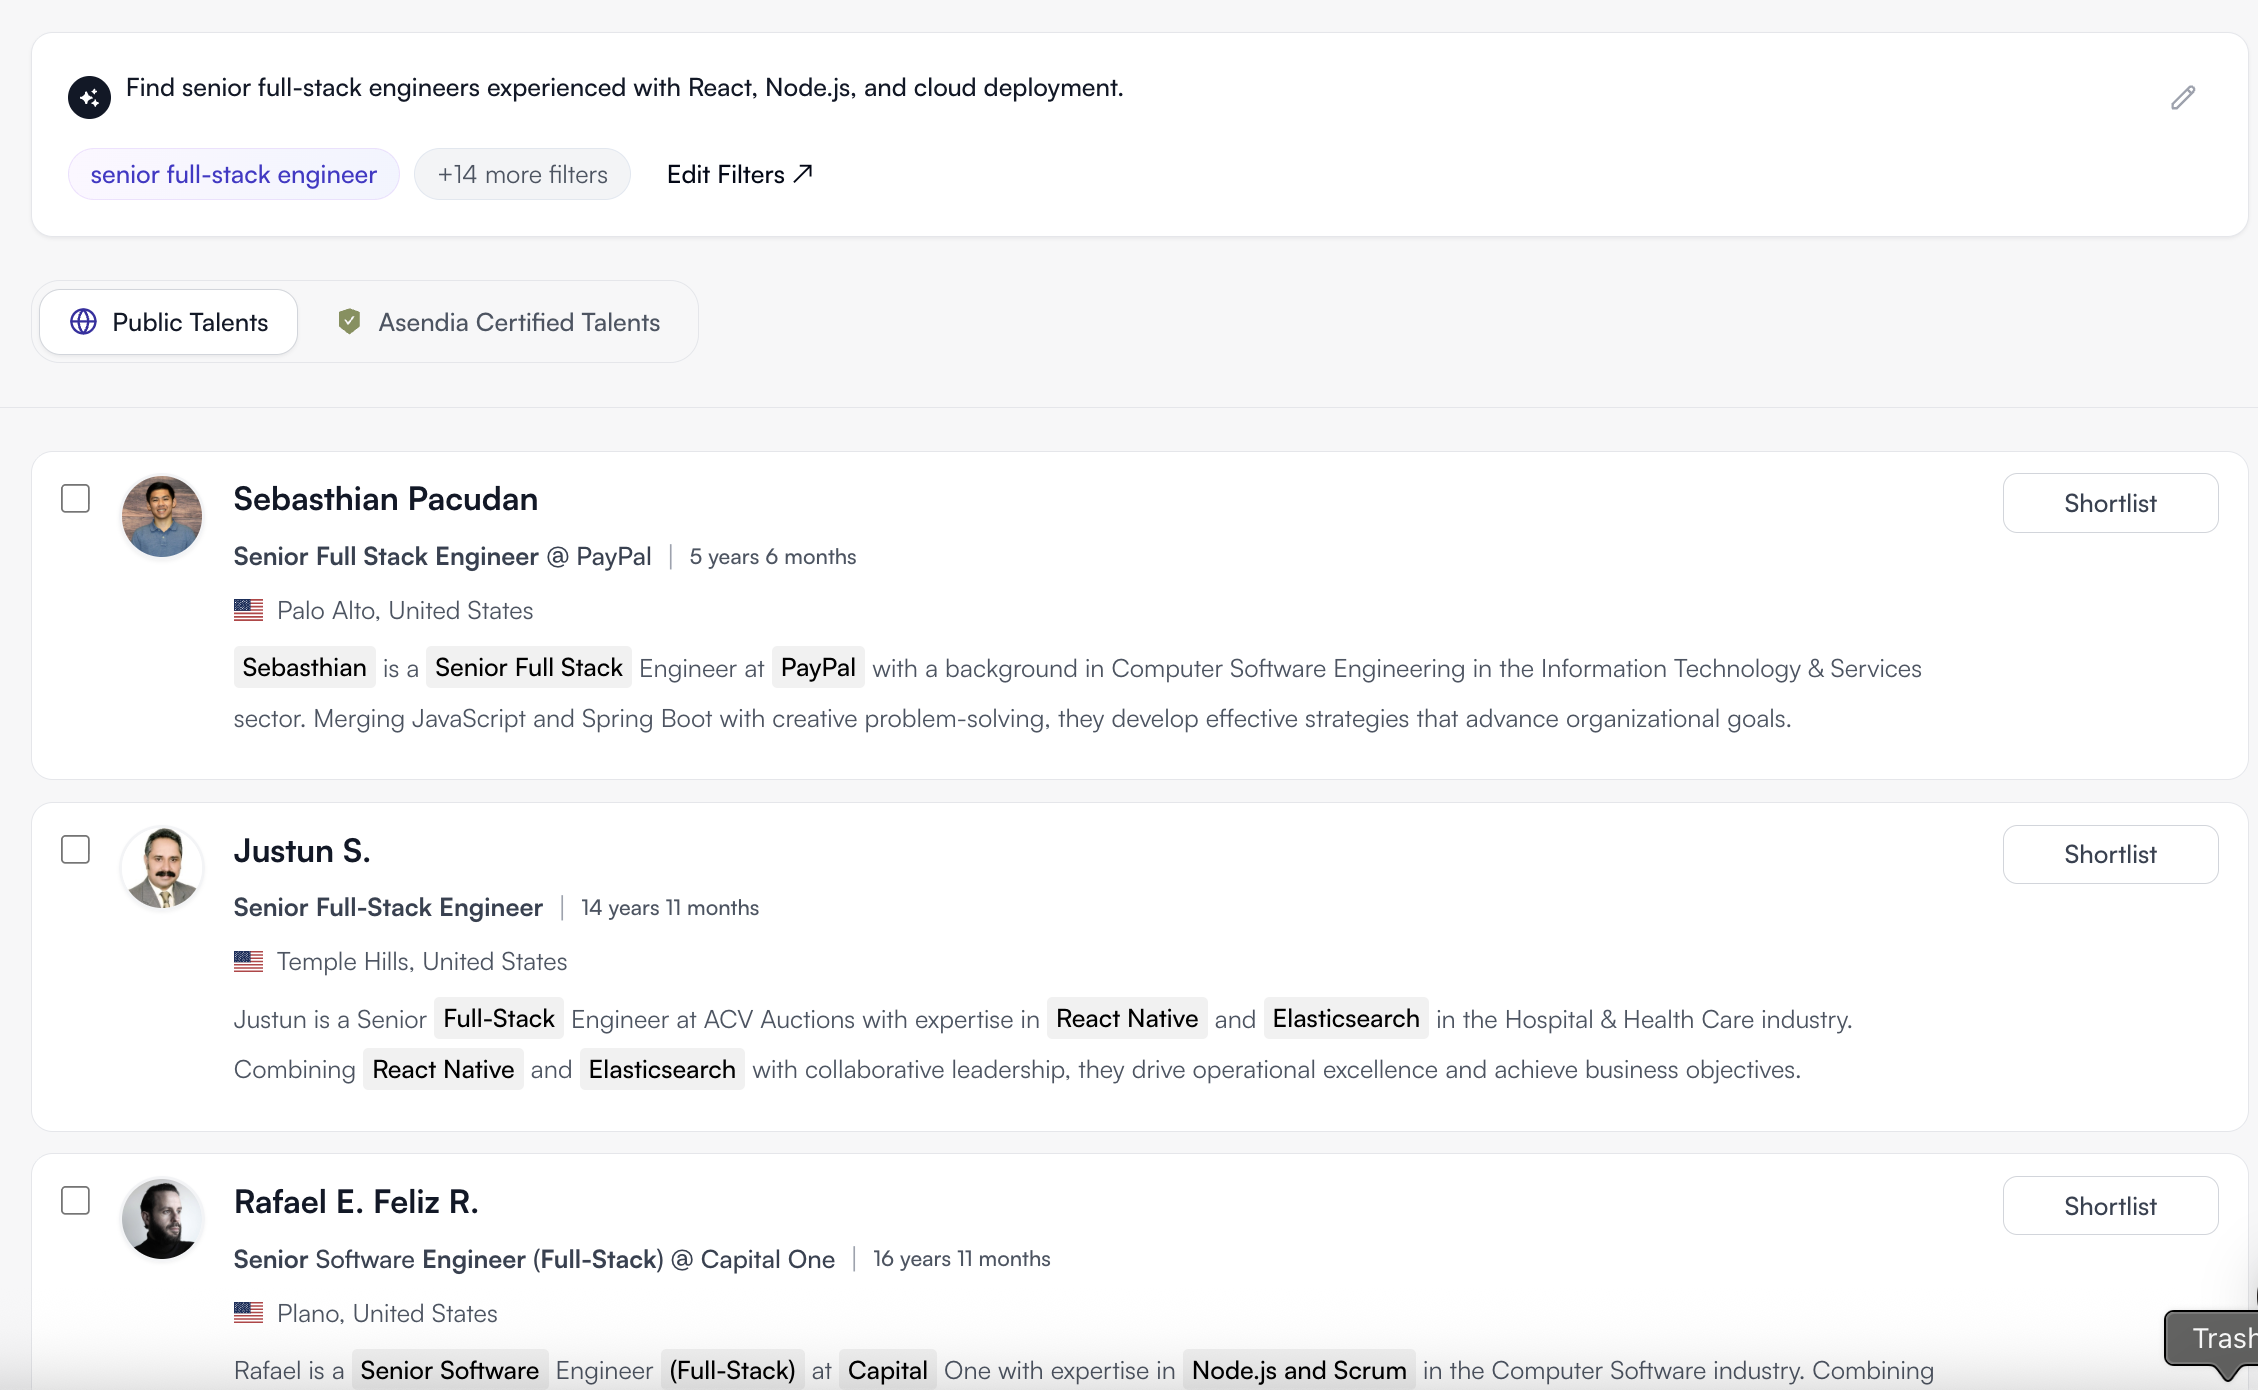 Find senior full-stack engineers experienced with React, Node.js, and cloud deployment.
senior full-stack engineer +14 more filters Edit Filters
Public Talents Asendia Certified Talents
Sebasthian Pacudan Shortlist
Senior Full Stack Engineer @ PayPal | 5 years 6 months
Palo Alto, United States
Sebasthian is a Senior Full Stack Engineer at PayPal with a background in Computer Software Engineering in the Information Technology & Services
sector. Merging JavaScript and Spring Boot with creative problem-solving, they develop effective strategies that advance organizational goals.
Justun S. Shortlist
Senior Full-Stack Engineer | 14 years 11 months
Temple Hills, United States
Justun is a Senior Full-Stack Engineer at ACV Auctions with expertise in React Native and Elasticsearch in the Hospital & Health Care industry.
Combining React Native and Elasticsearch with collaborative leadership, they drive operational excellence and achieve business objectives.
Rafael E. Feliz R. Shortlist
Senior Software Engineer (Full-Stack) @ Capital One | 16 years 11 months
Plano, United States
Trash
Rafael is a Senior Software Engineer (Full-Stack) at Capital One with expertise in Node.js and Scrum in the Computer Software industry. Combining